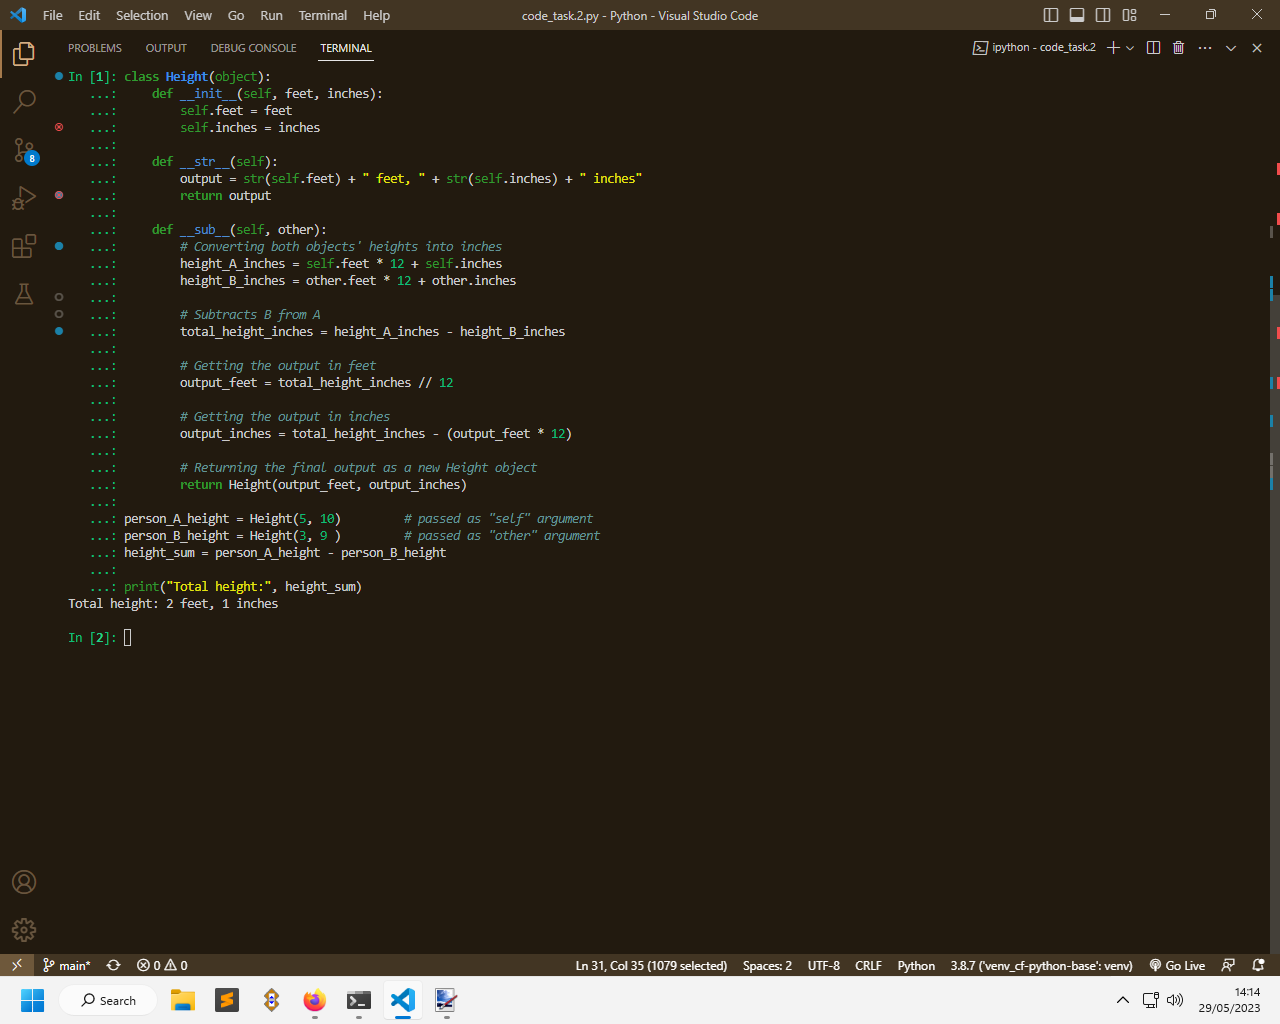 File Edit Selection View Go Run Terminal Help code_task.2.py - Python - Visual Studio Code
PROBLEMS OUTPUT DEBUG CONSOLE TERMINAL ipython - code_task.2
In [1]: class Height(object):
...:     def __init__(self, feet, inches):
...:         self.feet = feet
...:         self.inches = inches
...:
...:     def __str__(self):
...:         output = str(self.feet) + " feet, " + str(self.inches) + " inches"
...:         return output
...:
...:     def __sub__(self, other):
...:         # Converting both objects' heights into inches
...:         height_A_inches = self.feet * 12 + self.inches
...:         height_B_inches = other.feet * 12 + other.inches
...:
...:         # Subtracts B from A
...:         total_height_inches = height_A_inches - height_B_inches
...:
...:         # Getting the output in feet
...:         output_feet = total_height_inches // 12
...:
...:         # Getting the output in inches
...:         output_inches = total_height_inches - (output_feet * 12)
...:
...:         # Returning the final output as a new Height object
...:         return Height(output_feet, output_inches)
...:
...: person_A_height = Height(5, 10)         # passed as "self" argument
...: person_B_height = Height(3, 9 )         # passed as "other" argument
...: height_sum = person_A_height - person_B_height
...:
...: print("Total height:", height_sum)
Total height: 2 feet, 1 inches
In [2]:
8
main* 0 0 Ln 31, Col 35 (1079 selected) Spaces: 2 UTF-8 CRLF Python 3.8.7 ('venv_cf-python-base': venv) Go Live
Search
14:14
29/05/2023